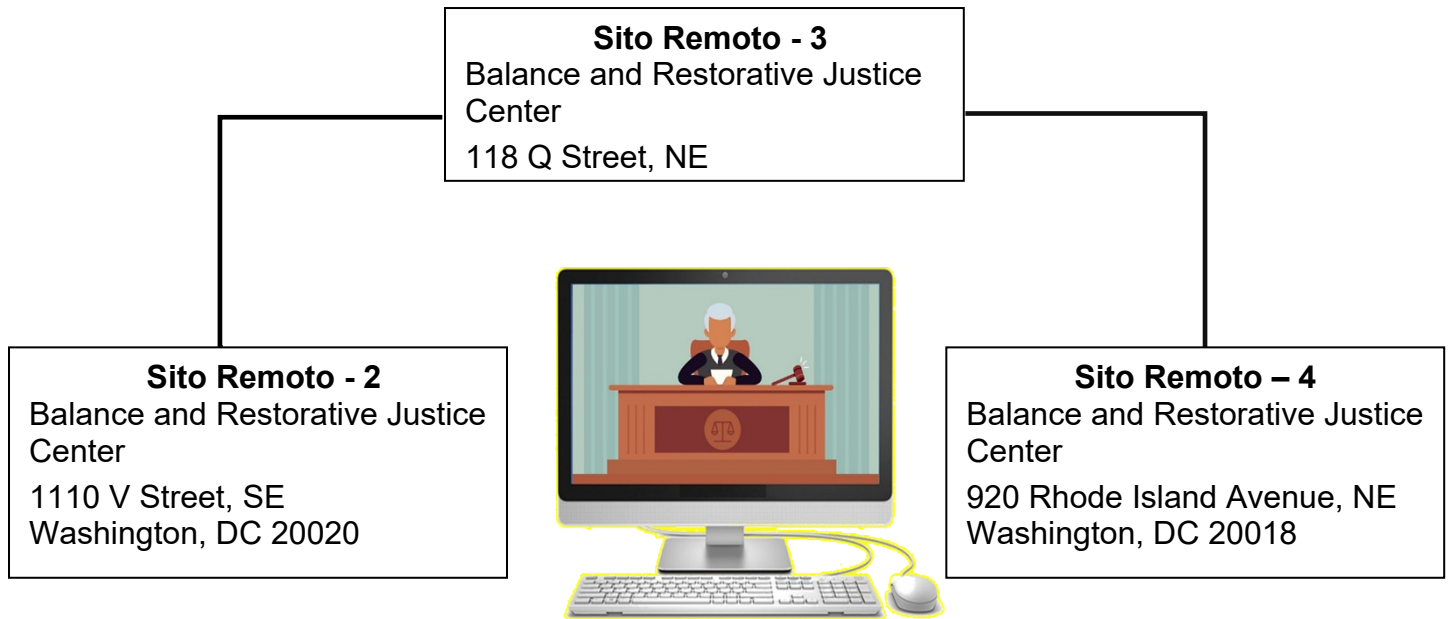 Sito Remoto - 3
Balance and Restorative Justice
Center
118 Q Street, NE
Sito Remoto - 2
Balance and Restorative Justice
Center
1110 V Street, SE
Washington, DC 20020
Sito Remoto – 4
Balance and Restorative Justice
Center
920 Rhode Island Avenue, NE
Washington, DC 20018